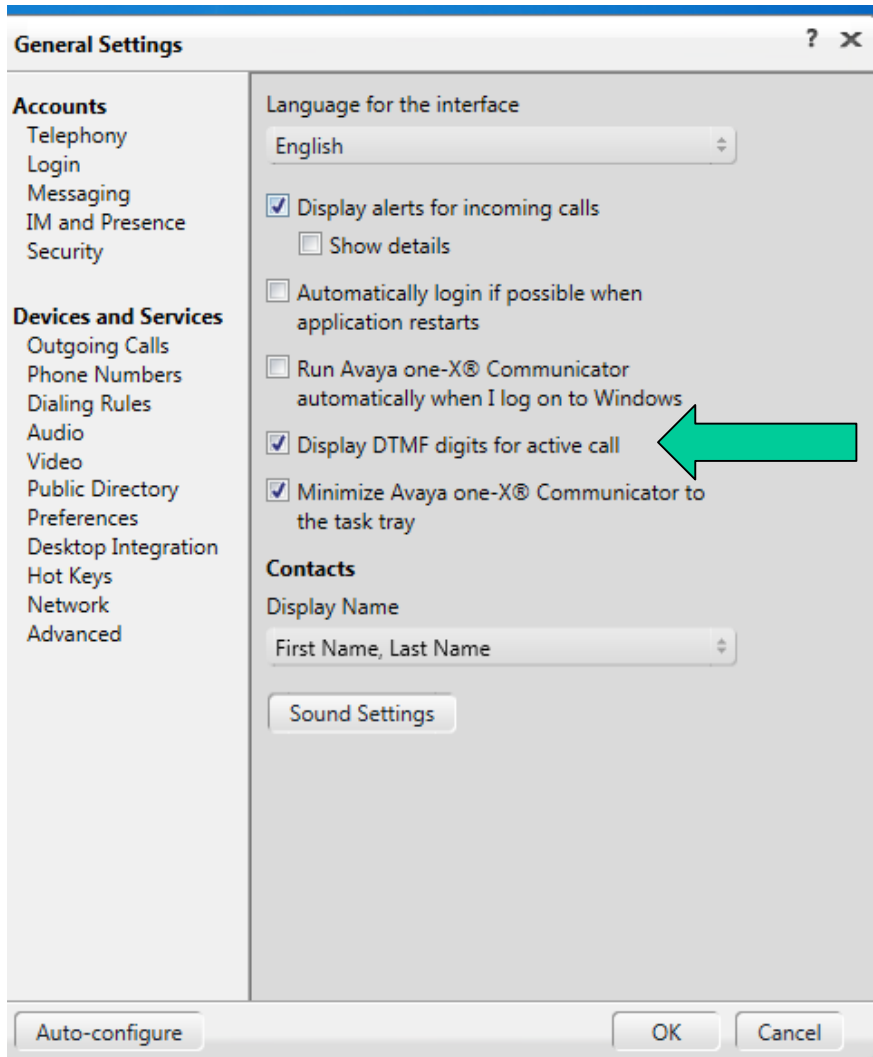 General Settings
?
Accounts
Telephony
Login
Messaging
IM and Presence
Security
Devices and Services
Outgoing Calls
Phone Numbers
Dialing Rules
Audio
Video
Public Directory
Preferences
Desktop Integration
Hot Keys
Network
Advanced
Language for the interface
English
Display alerts for incoming calls
Show details
Automatically login if possible when
application restarts
Run Avaya one-X® Communicator
automatically when I log on to Windows
Display DTMF digits for active call
Minimize Avaya one-X® Communicator to
the task tray
Contacts
Display Name
First Name, Last Name
Sound Settings
Auto-configure
OK
Cancel